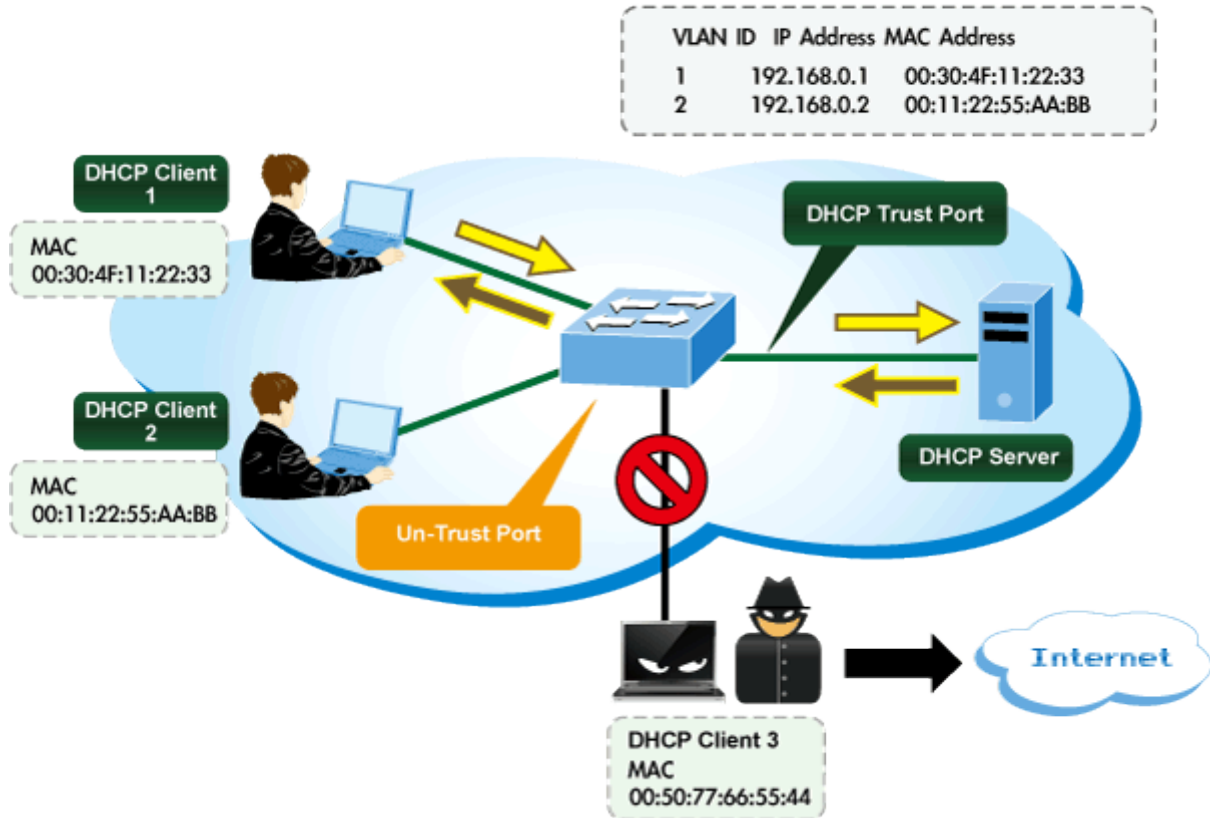 VLAN ID IP Address MAC Address
1 192.168.0.1 00:30:4F:11:22:33
2 192.168.0.2 00:11:22:55:AA:BB
DHCP Client
1
MAC
00:30:4F:11:22:33
DHCP Trust Port
DHCP Client
2
MAC
00:11:22:55:AA:BB
Un-Trust Port
DHCP Server
Internet
DHCP Client 3
MAC
00:50:77:66:55:44